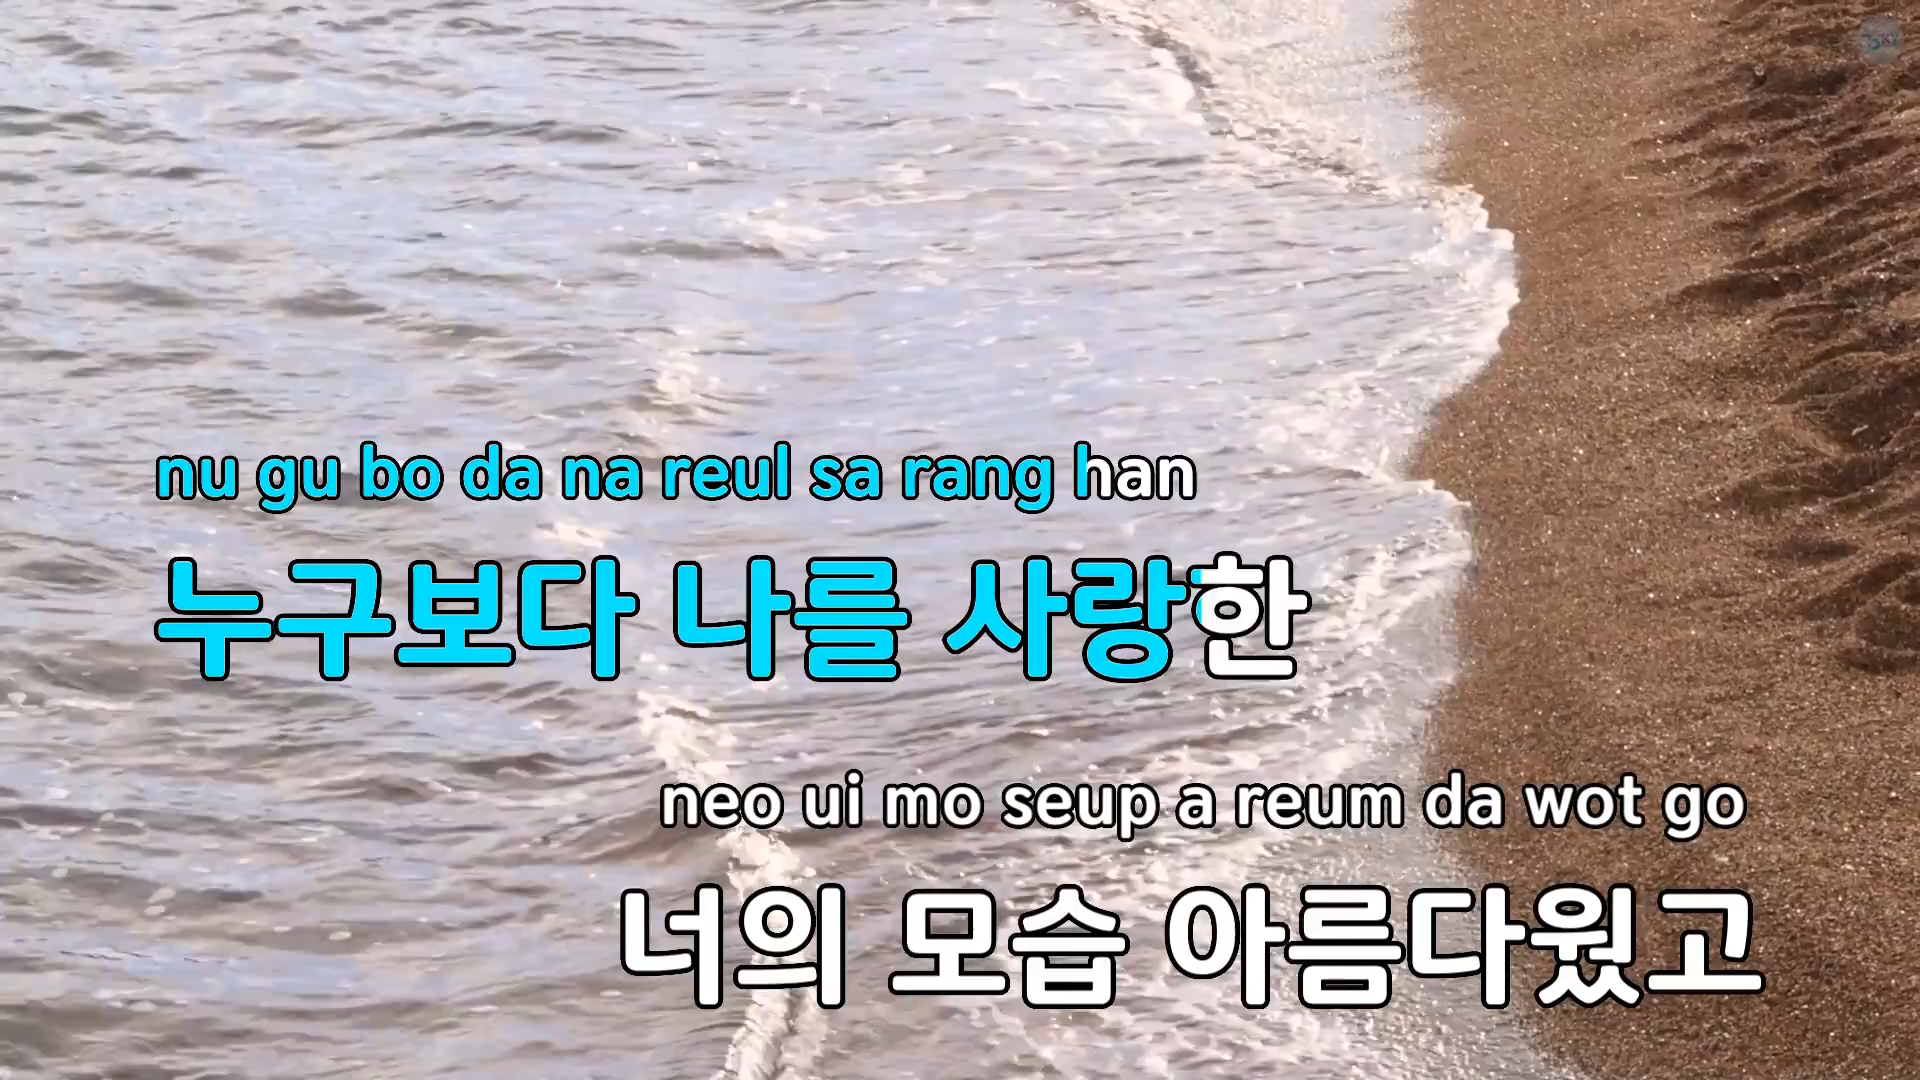 nu gu bo da na reul sa rang han
누구보다 나를 사랑한
neo ui mo seup a reum da wot go
너의 모습 아름다웠고